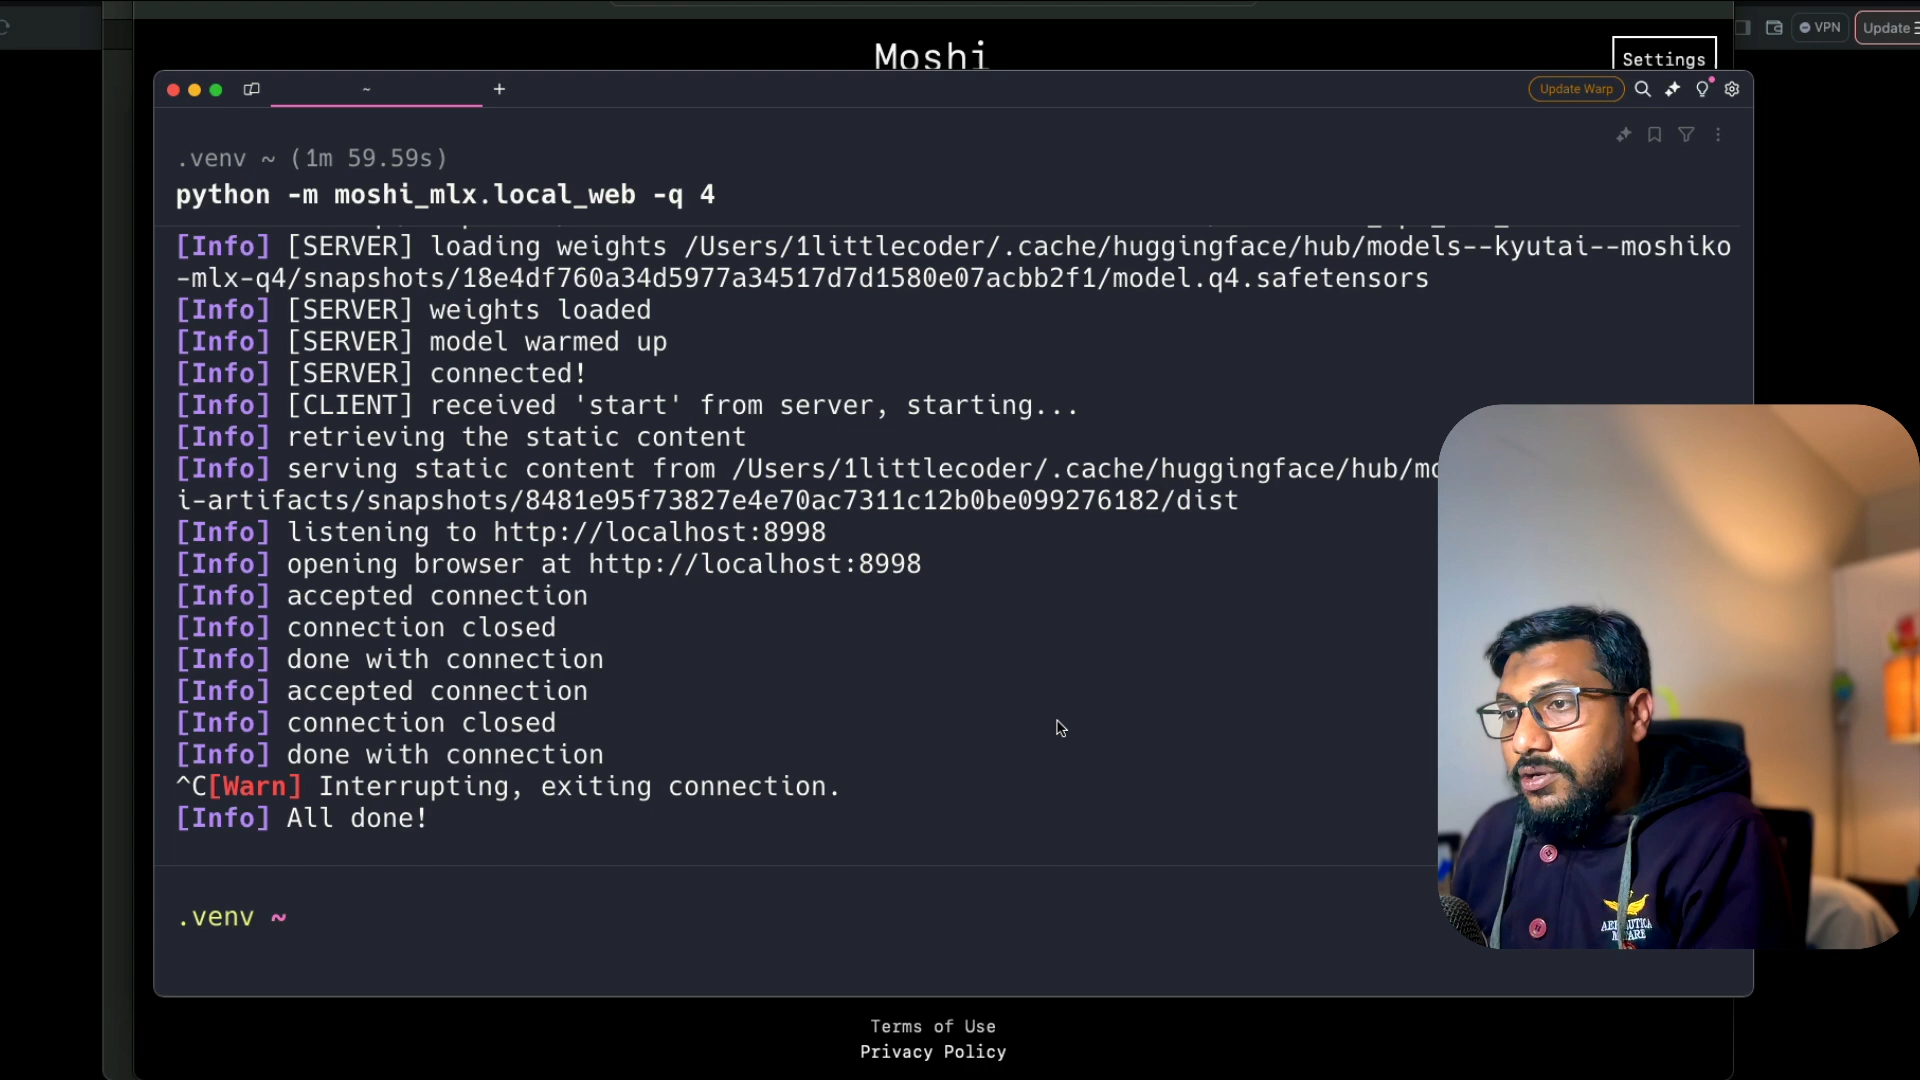 Moshi
VPN
Update
Settings
~
+
Update Warp
.venv ~ (1m 59.59s)
python -m moshi_mlx.local_web -q 4
[Info] [SERVER] loading weights /Users/1littlecoder/.cache/huggingface/hub/models--kyutai--moshiko
-mlx-q4/snapshots/18e4df760a34d5977a34517d7d1580e07acbb2f1/model.q4.safetensors
[Info] [SERVER] weights loaded
[Info] [SERVER] model warmed up
[Info] [SERVER] connected!
[Info] [CLIENT] received 'start' from server, starting...
[Info] retrieving the static content
[Info] serving static content from /Users/1littlecoder/.cache/huggingface/hub/mo
i-artifacts/snapshots/8481e95f73827e4e70ac7311c12b0be099276182/dist
[Info] listening to http://localhost:8998
[Info] opening browser at http://localhost:8998
[Info] accepted connection
[Info] connection closed
[Info] done with connection
[Info] accepted connection
[Info] connection closed
[Info] done with connection
^C[Warn] Interrupting, exiting connection.
[Info] All done!
.venv ~
Terms of Use
Privacy Policy